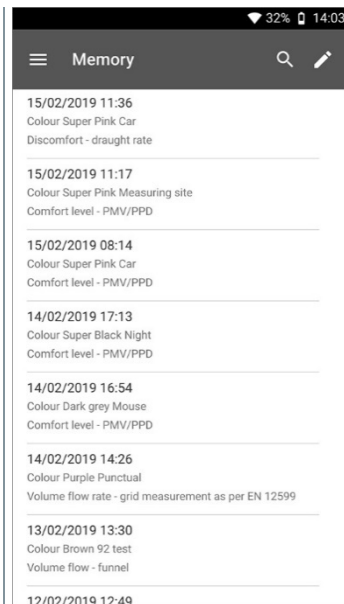 32% 14:03
Memory
15/02/2019 11:36
Colour Super Pink Car
Discomfort - draught rate
15/02/2019 11:17
Colour Super Pink Measuring site
Comfort level - PMV/PPD
15/02/2019 08:14
Colour Super Pink Car
Comfort level - PMV/PPD
14/02/2019 17:13
Colour Super Black Night
Comfort level - PMV/PPD
14/02/2019 16:54
Colour Dark grey Mouse
Comfort level - PMV/PPD
14/02/2019 14:26
Colour Purple Punctual
Volume flow rate - grid measurement as per EN 12599
13/02/2019 13:30
Colour Brown 92 test
Volume flow - funnel
12/02/2019 12:49